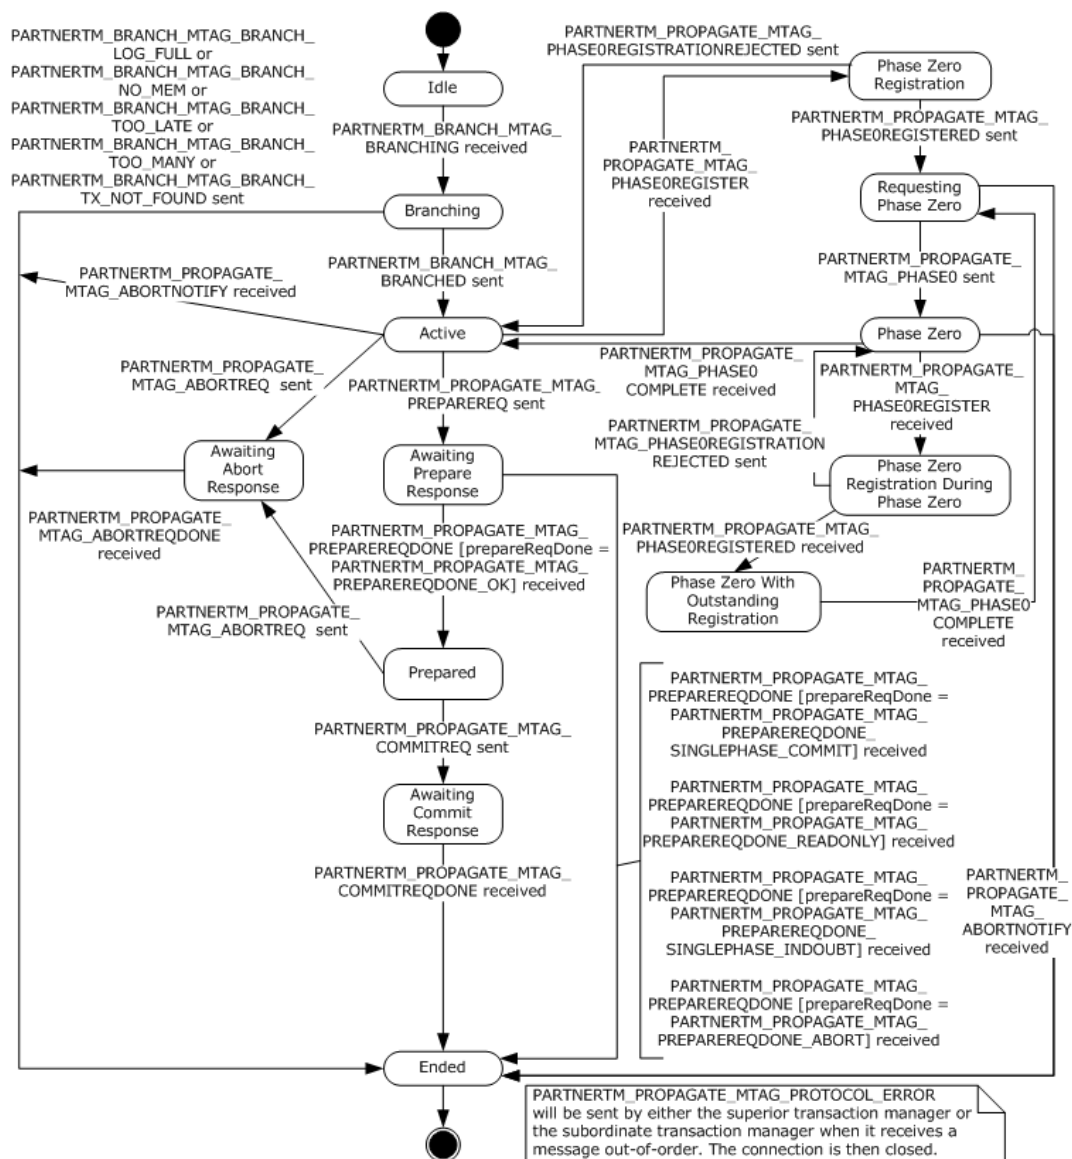 PARTNERTM_BRANCH_MTAG_BRANCH_
LOG_FULL or
PARTNERTM_BRANCH_MTAG_BRANCH_
NO_MEM or
PARTNERTM_BRANCH_MTAG_BRANCH_
TOO_LATE or
PARTNERTM_BRANCH_MTAG_BRANCH_
TOO_MANY or
PARTNERTM_BRANCH_MTAG_BRANCH_
TX_NOT_FOUND sent
Idle
PARTNERTM_BRANCH_MTAG_
BRANCHING received
Branching
PARTNERTM_BRANCH_MTAG_
BRANCHED sent
PARTNERTM_PROPAGATE_MTAG_
PHASE0REGISTRATIONREJECTED sent
Phase Zero
Registration
PARTNERTM_PROPAGATE_MTAG_
PHASE0REGISTERED sent
PARTNERTM_
PROPAGATE_MTAG_
PHASE0REGISTER
received
Requesting
Phase Zero
PARTNERTM_PROPAGATE_
MTAG_PHASE0 sent
PARTNERTM_PROPAGATE_
MTAG_ABORTNOTIFY received
Active
Phase Zero
PARTNERTM_PROPAGATE_
MTAG_ABORTREQ sent
PARTNERTM_PROPAGATE_MTAG_
PREPAREREQ sent
PARTNERTM_PROPAGATE_
MTAG_PHASE0
COMPLETE received
PARTNERTM_PROPAGATE_
MTAG_
PHASE0REGISTER
received
PARTNERTM_PROPAGATE_
MTAG_PHASE0REGISTRATION
REJECTED sent
Awaiting
Abort
Response
Awaiting
Prepare
Response
Phase Zero
Registration During
Phase Zero
PARTNERTM_PROPAGATE_
MTAG_ABORTREQDONE
received
PARTNERTM_PROPAGATE_MTAG_
PREPAREREQDONE [prepareReqDone =
PARTNERTM_PROPAGATE_MTAG_
PREPAREREQDONE_OK] received
PARTNERTM_PROPAGATE_MTAG_
PHASE0REGISTERED received
Phase Zero With
Outstanding
Registration
PARTNERTM_
PROPAGATE_
MTAG_PHASE0
COMPLETE
received
PARTNERTM_PROPAGATE_
MTAG_ABORTREQ sent
Prepared
PARTNERTM_PROPAGATE_MTAG_
COMMITREQ sent
Awaiting
Commit
Response
PARTNERTM_PROPAGATE_MTAG_
COMMITREQDONE received
PARTNERTM_PROPAGATE_MTAG_
PREPAREREQDONE [prepareReqDone =
PARTNERTM_PROPAGATE_MTAG_
PREPAREREQDONE_
SINGLEPHASE_COMMIT] received
PARTNERTM_PROPAGATE_MTAG_
PREPAREREQDONE [prepareReqDone =
PARTNERTM_PROPAGATE_MTAG_
PREPAREREQDONE_READONLY] received
PARTNERTM_PROPAGATE_MTAG_
PREPAREREQDONE [prepareReqDone =
PARTNERTM_PROPAGATE_MTAG_
PREPAREREQDONE_
SINGLEPHASE_INDOUBT] received
PARTNERTM_PROPAGATE_MTAG_
PREPAREREQDONE [prepareReqDone =
PARTNERTM_PROPAGATE_MTAG_
PREPAREREQDONE_ABORT] received
PARTNERTM_
PROPAGATE_
MTAG_
ABORTNOTIFY
received
Ended
PARTNERTM_PROPAGATE_MTAG_PROTOCOL_ERROR
will be sent by either the superior transaction manager or
the subordinate transaction manager when it receives a
message out-of-order. The connection is then closed.